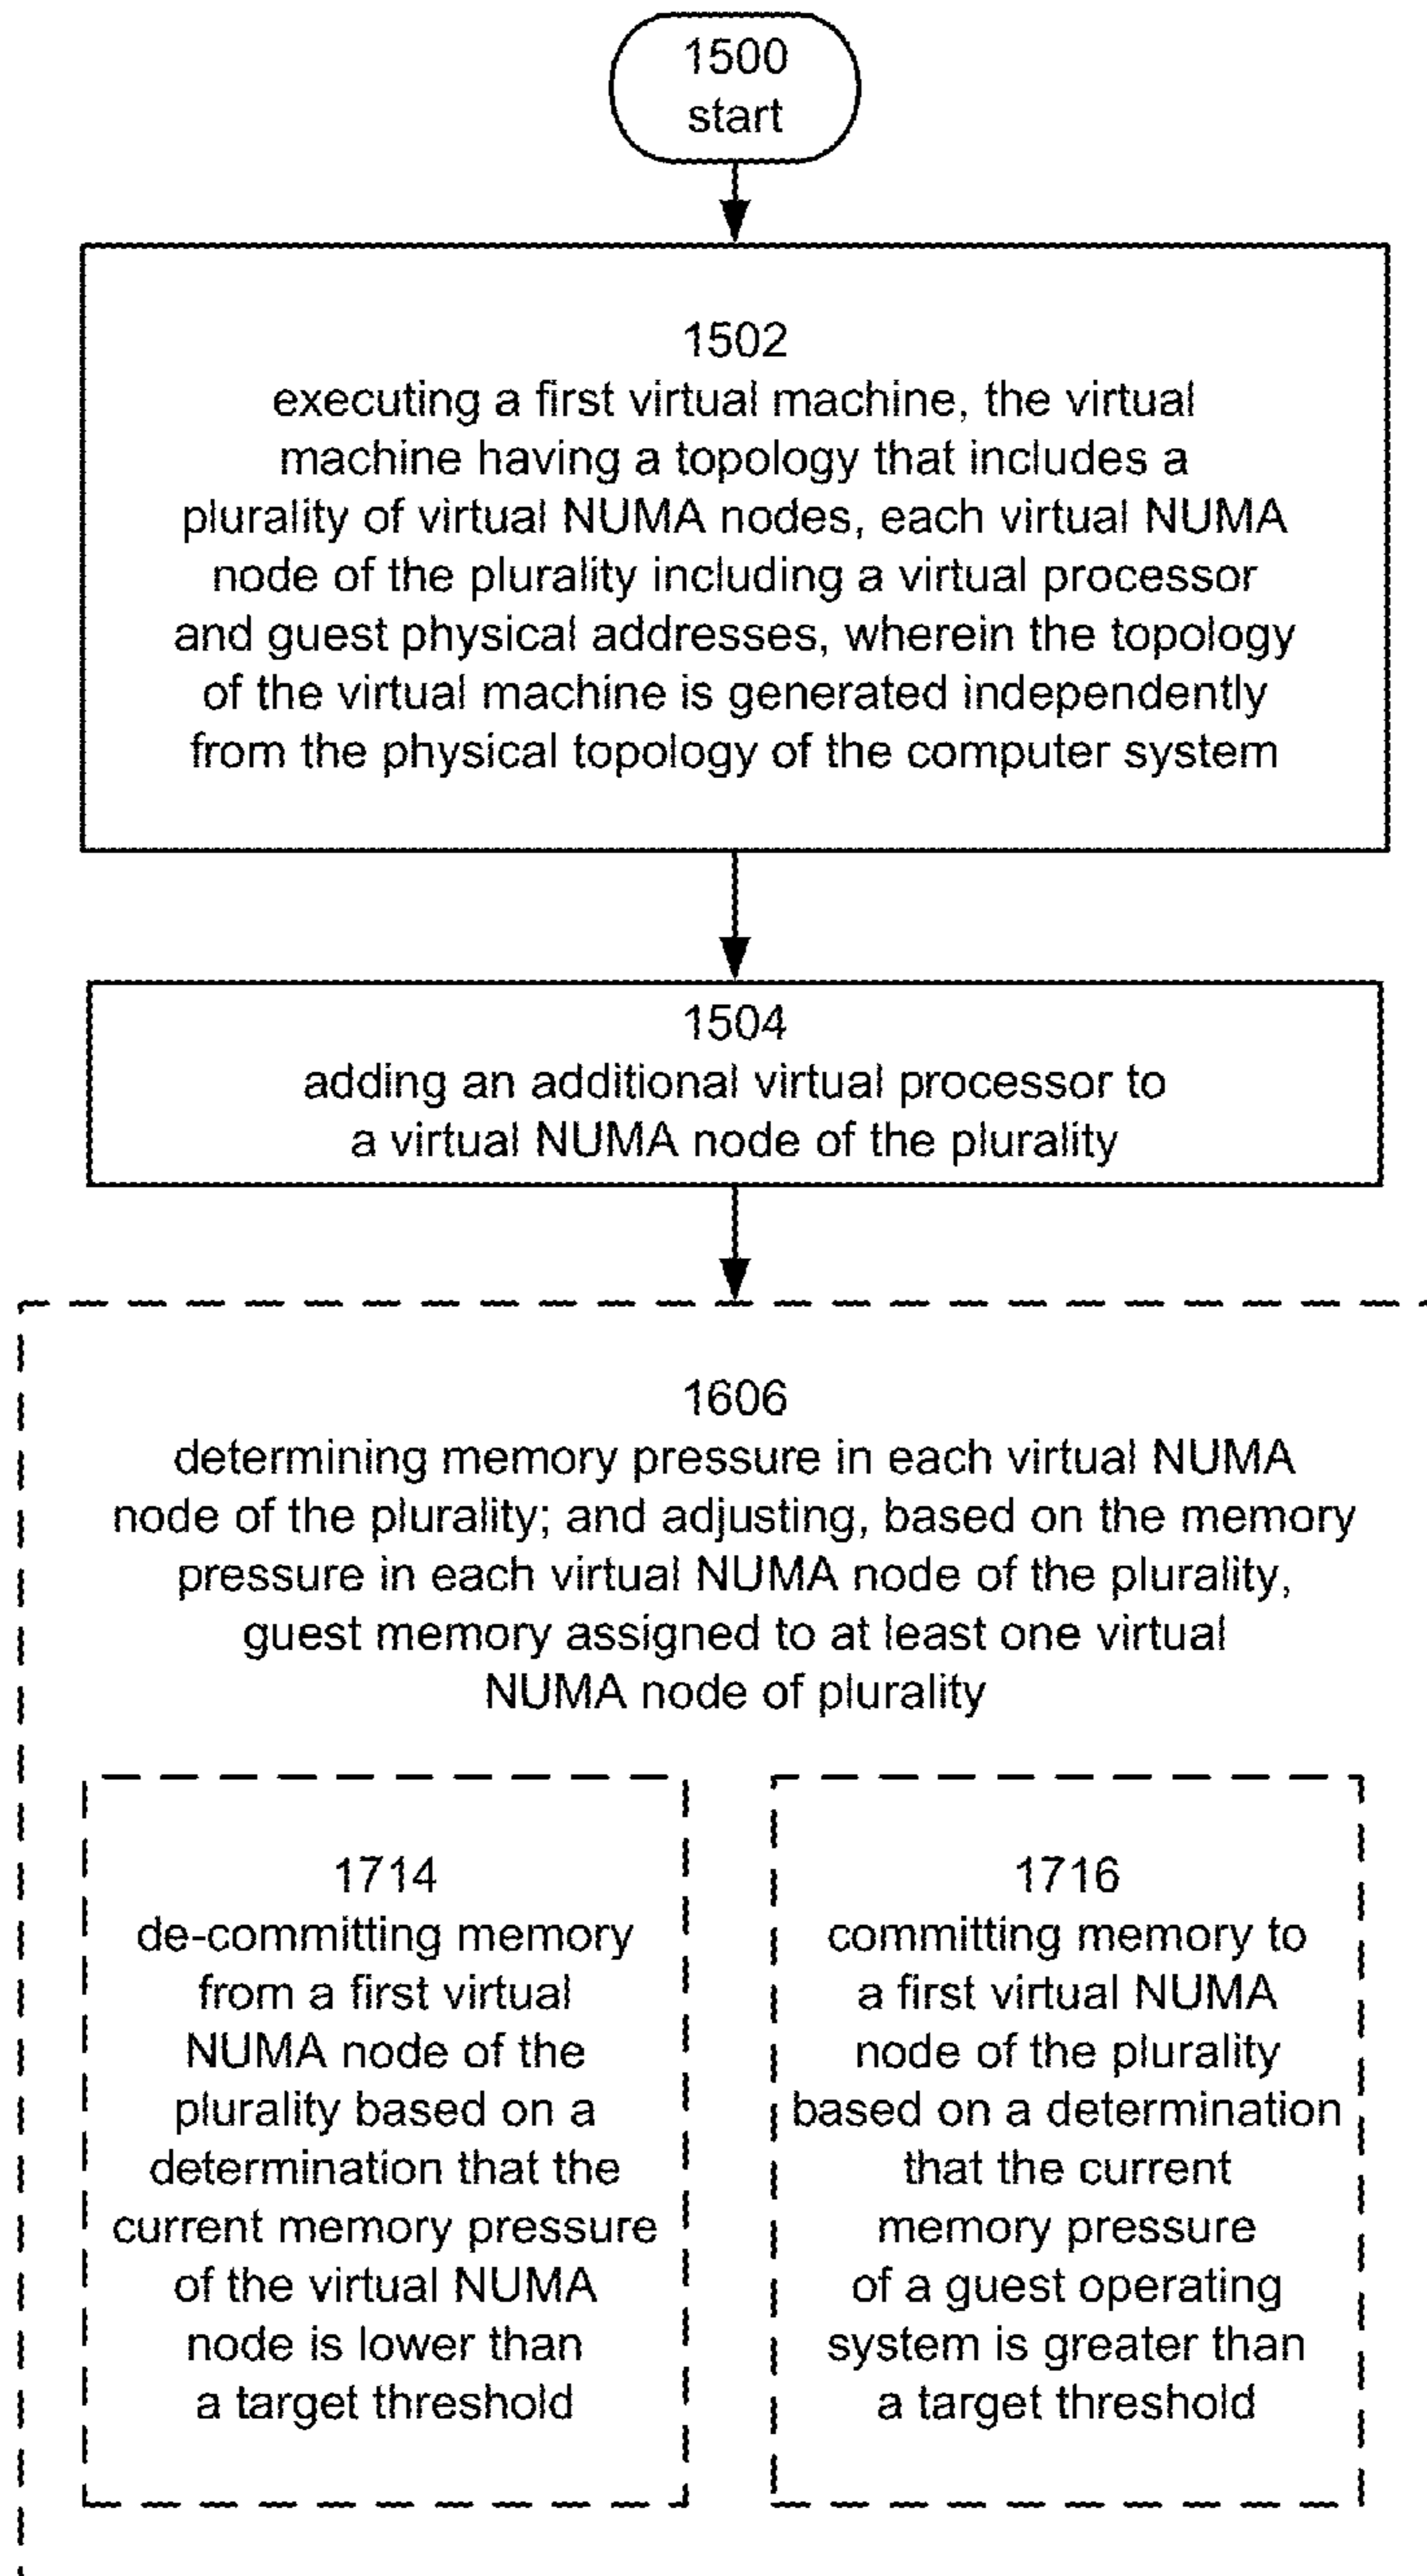 1500
start
1502
executing a first virtual machine, the virtual
machine having a topology that includes a
plurality of virtual NUMA nodes, each virtual NUMA
node of the plurality including a virtual processor
and guest physical addresses, wherein the topology
of the virtual machine is generated independently
from the physical topology of the computer system
1504
adding an additional virtual processor to
a virtual NUMA node of the plurality
1606
determining memory pressure in each virtual NUMA
node of the plurality; and adjusting, based on the memory
pressure in each virtual NUMA node of the plurality,
guest memory assigned to at least one virtual
NUMA node of plurality
1714
de-committing memory
from a first virtual
NUMA node of the
plurality based on a
determination that the
current memory pressure
of the virtual NUMA
node is lower than
a target threshold
1716
committing memory to
a first virtual NUMA
node of the plurality
based on a determination
that the current
memory pressure
of a guest operating
system is greater than
a target threshold